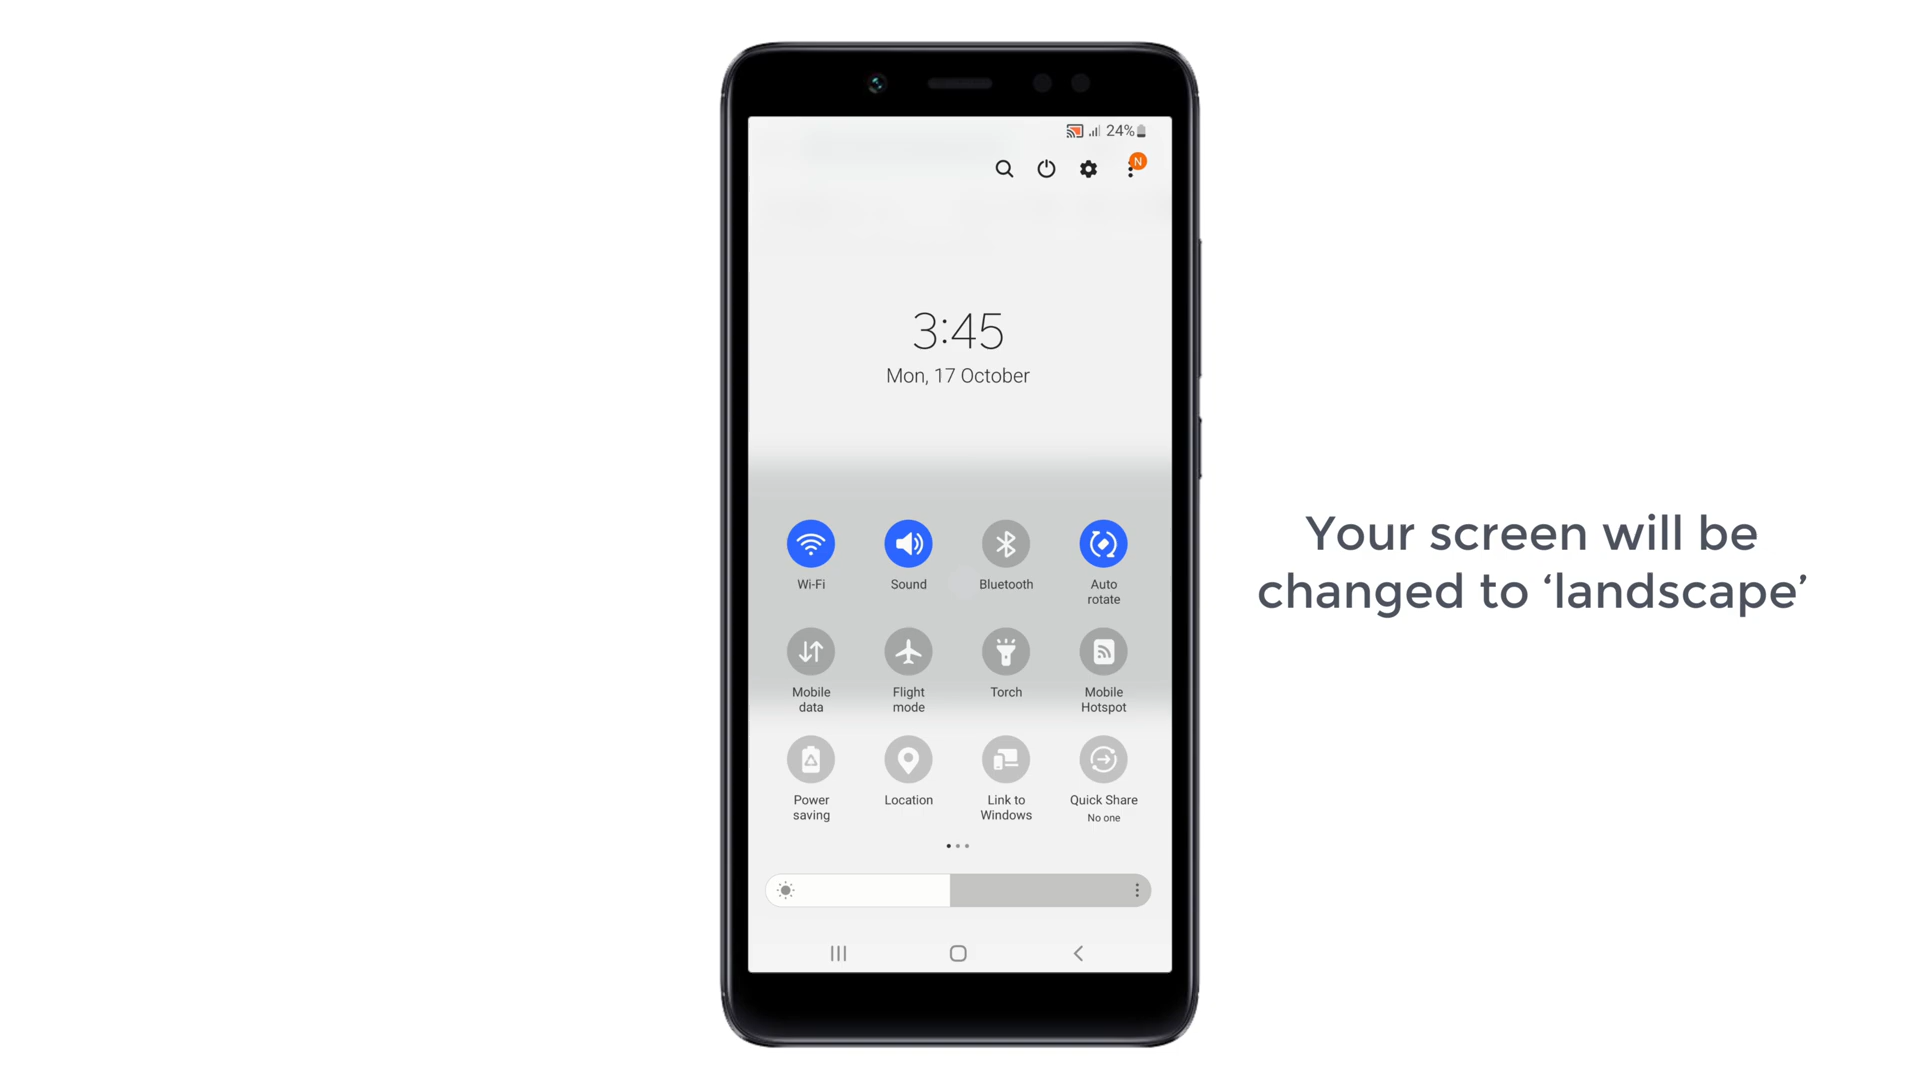 24%
N
3:45
Mon, 17 October
Wi-Fi
Sound
Bluetooth
Auto
rotate
Mobile
data
Flight
mode
Torch
Mobile
Hotspot
Power
saving
Location
Link to
Windows
Quick Share
No one
Your screen will be
changed to ‘landscape’